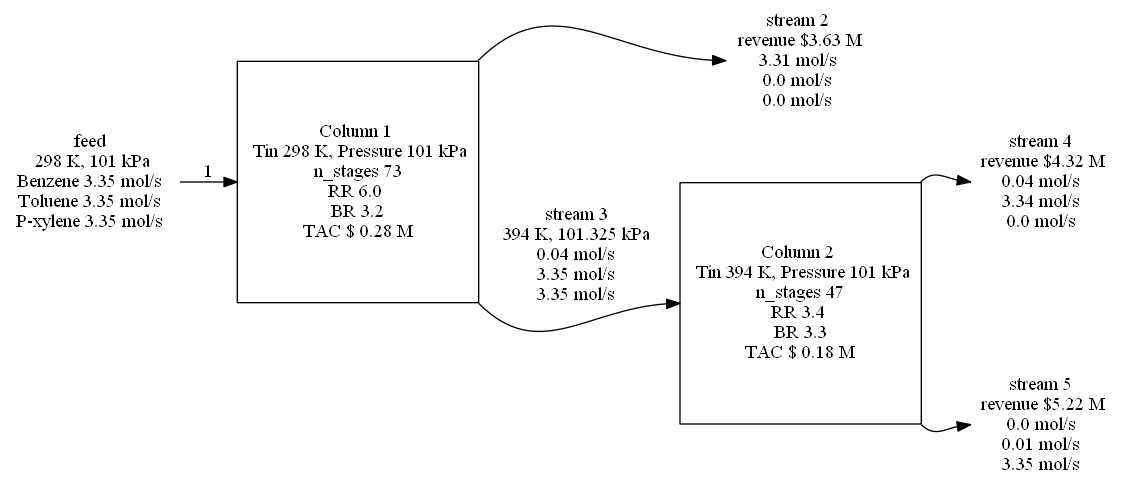 feed
298 K, 101 kPa
Benzene 3.35 mol/s
Toluene 3.35 mol/s
P-xylene 3.35 mol/s
1
Column 1
Tin 298 K, Pressure 101 kPa
n_stages 73
RR 6.0
BR 3.2
TAC $ 0.28 M
stream 2
revenue $3.63 M
3.31 mol/s
0.0 mol/s
0.0 mol/s
stream 3
394 K, 101.325 kPa
0.04 mol/s
3.35 mol/s
3.35 mol/s
Column 2
Tin 394 K, Pressure 101 kPa
n_stages 47
RR 3.4
BR 3.3
TAC $ 0.18 M
stream 4
revenue $4.32 M
0.04 mol/s
3.34 mol/s
0.0 mol/s
stream 5
revenue $5.22 M
0.0 mol/s
0.01 mol/s
3.35 mol/s